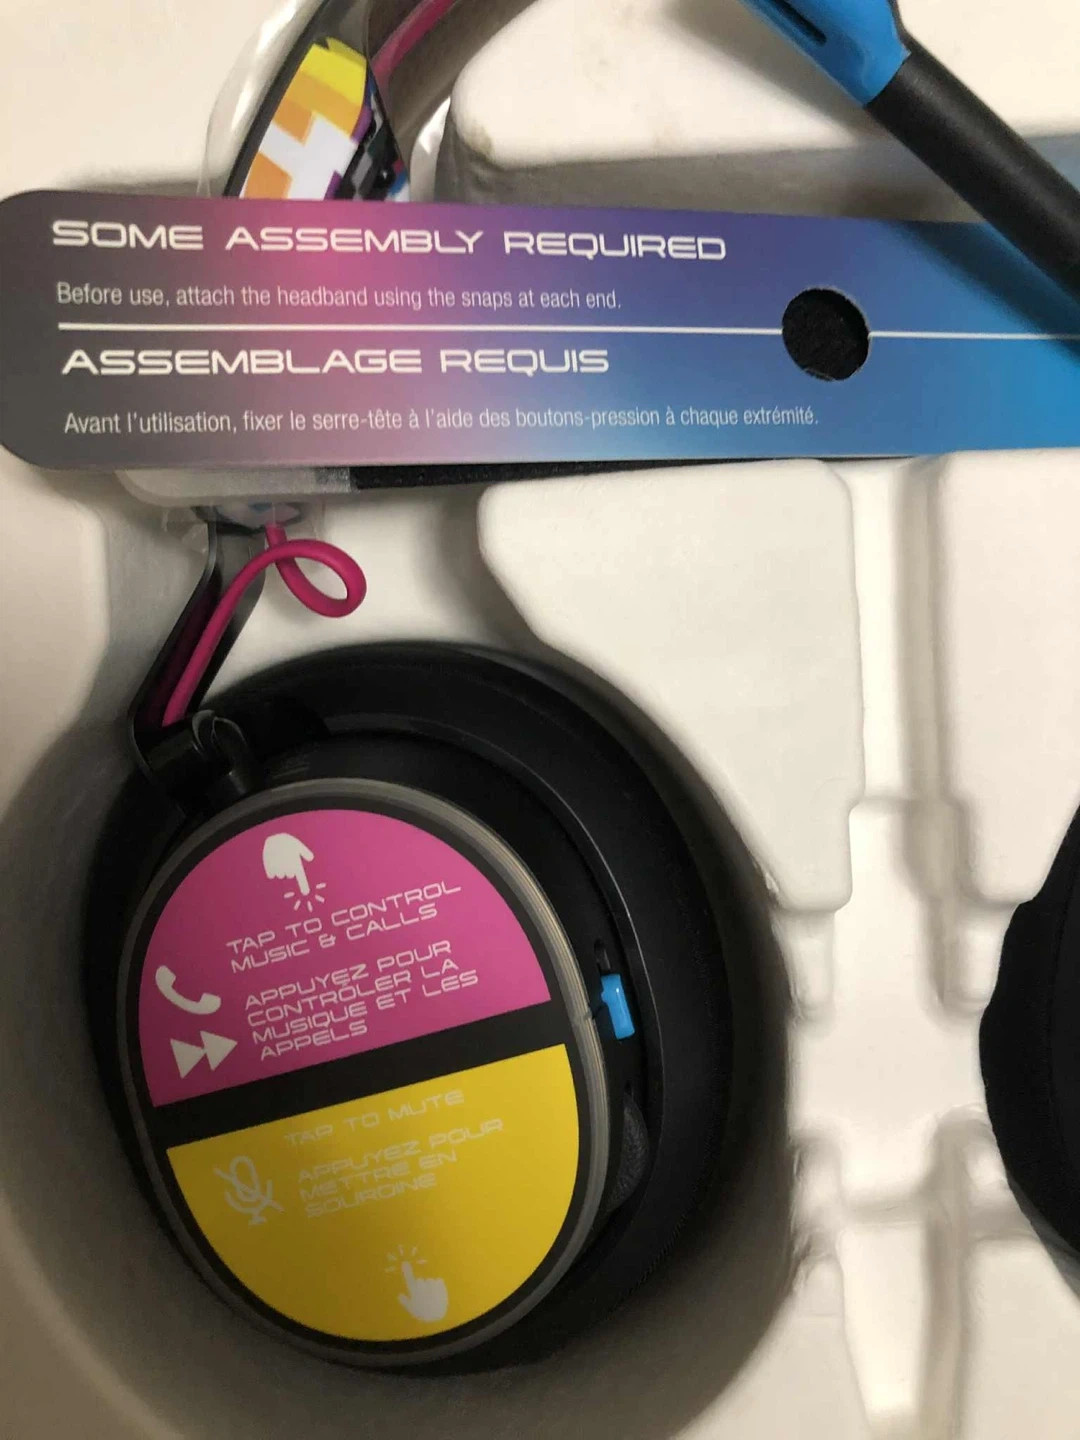 SOME ASSEMBLY REQUIRED
Before use, attach the headband using the snaps at each end.
ASSEMBLAGE REQUIS
Avant l'utilisation, fixer le serre-tête à l'aide des boutons-pression à chaque extrémité.
TAP TO CONTROL
MUSIC & CALLS
APPUYEZ POUR
CONTRÔLER LA
MUSIQUE ET LES
APPELS
TAP TO MUTE
APPUYEZ POUR
METTRE EN
SOURDINE